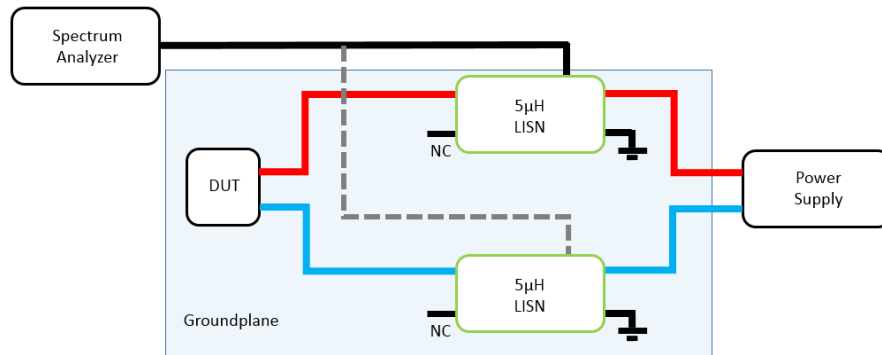 Spectrum
Analyzer
5µH
LISN
NC
DUT
Power
Supply
5µH
LISN
NC
Groundplane